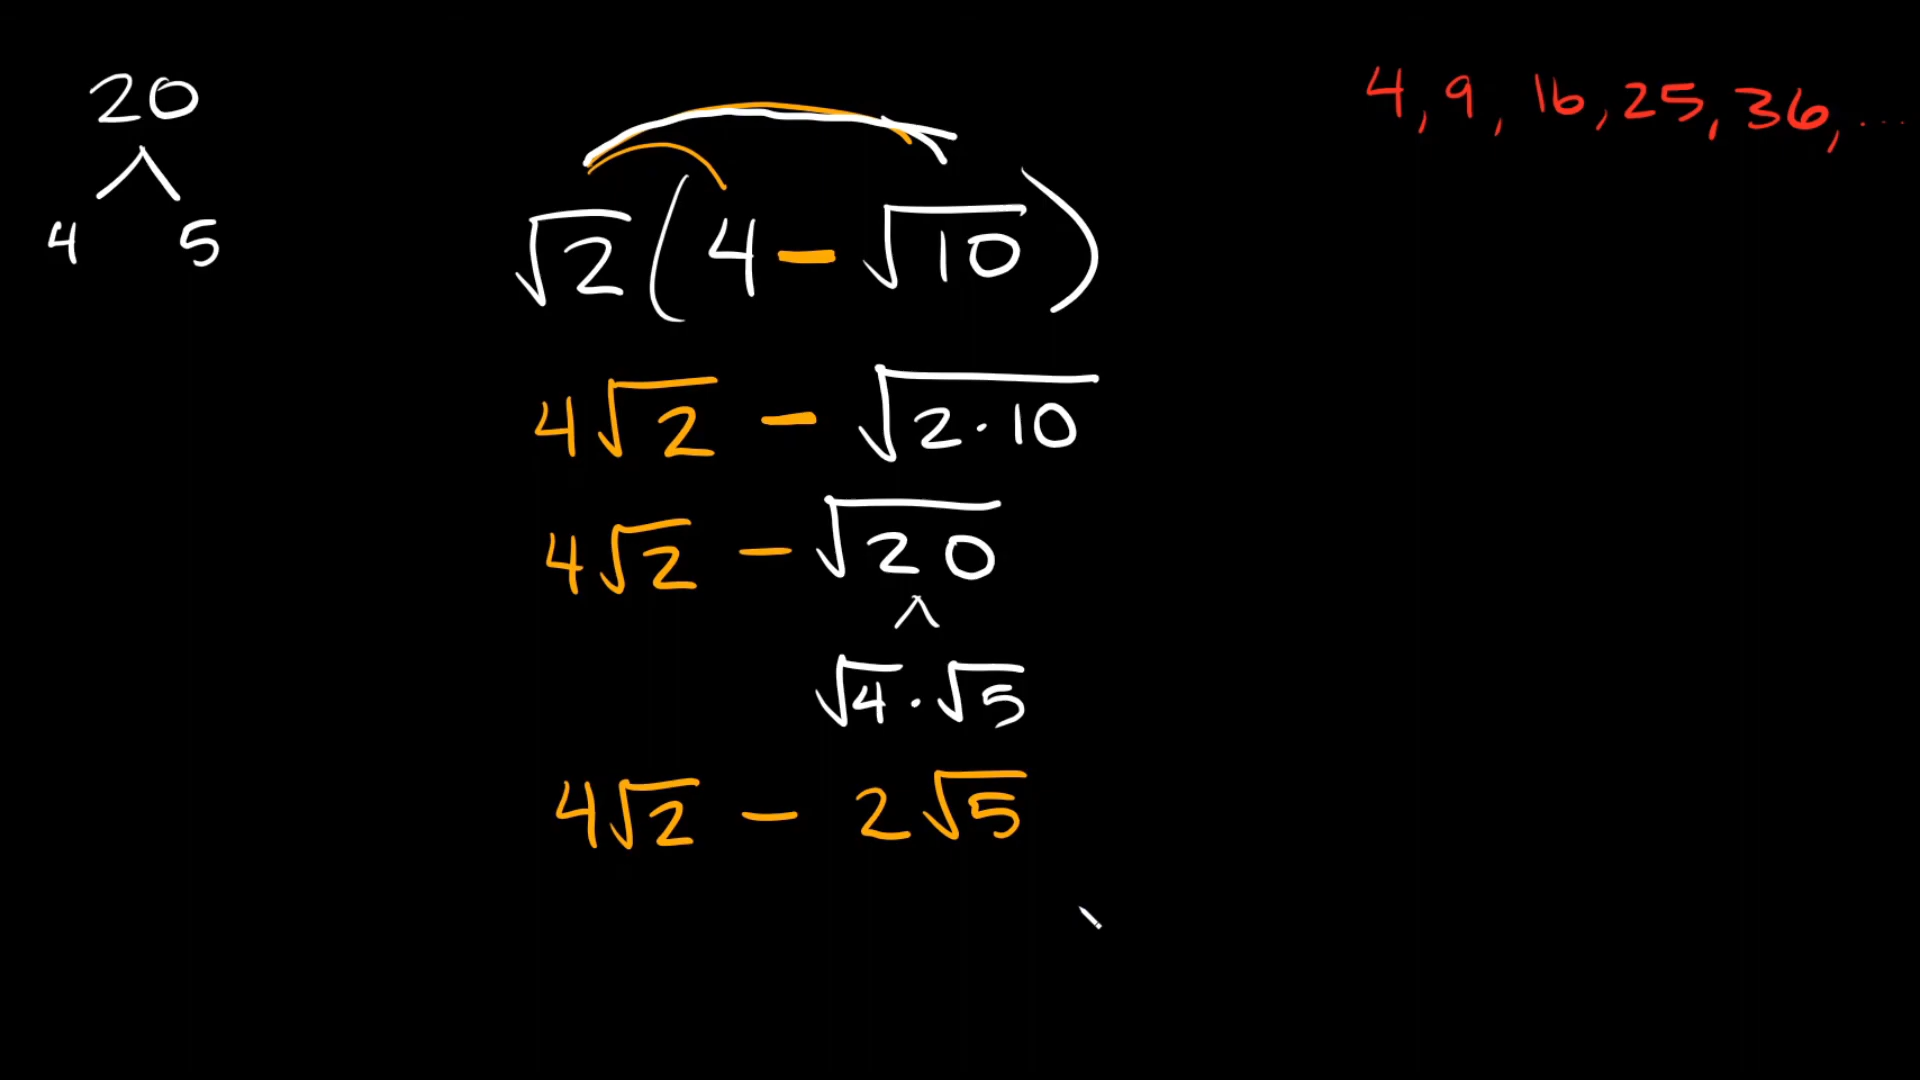 20
4 5
4, 9, 16, 25, 36, ...
√2(4 - √10)
4√2 - √2·10
4√2 - √20
√4 · √5
4√2 - 2√5